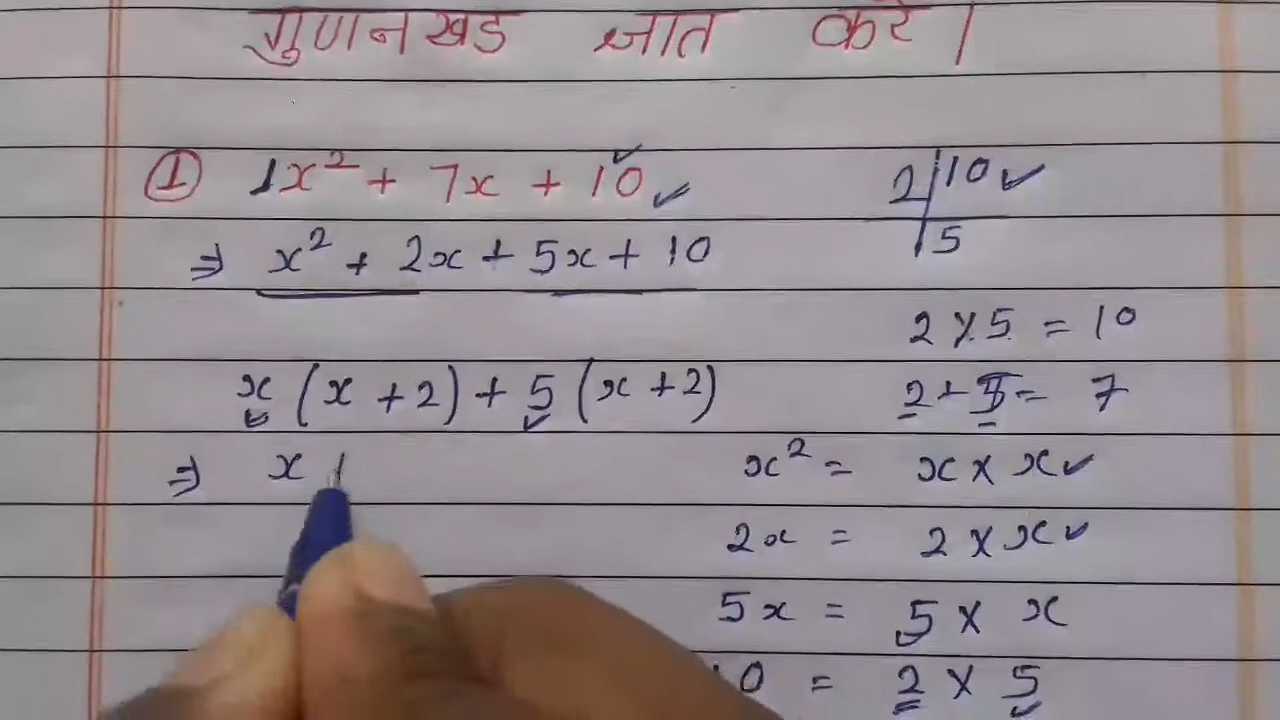 गुणनखंड ज्ञात करें।
① 1x² + 7x + 10
2 | 10
5
⇒ x² + 2x + 5x + 10
2 × 5 = 10
x (x + 2) + 5 (x + 2)
2 + 5 = 7
⇒ x
x² = x × x
2x = 2 × x
5x = 5 × x
10 = 2 × 5